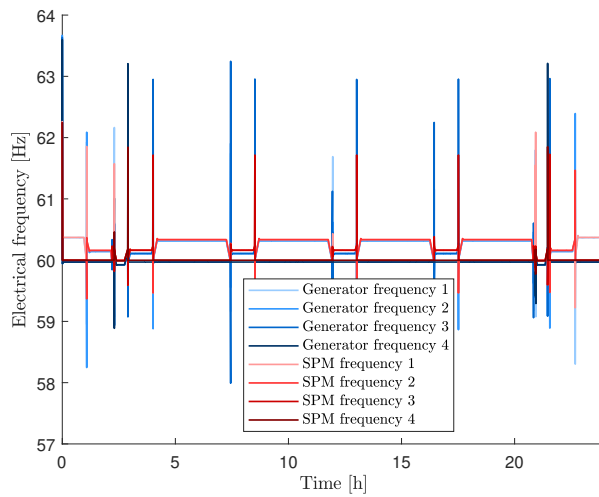 64
63
62
61
60
59
58
57
Electrical frequency [Hz]
Generator frequency 1
Generator frequency 2
Generator frequency 3
Generator frequency 4
SPM frequency 1
SPM frequency 2
SPM frequency 3
SPM frequency 4
0 5 10 15 20
Time [h]